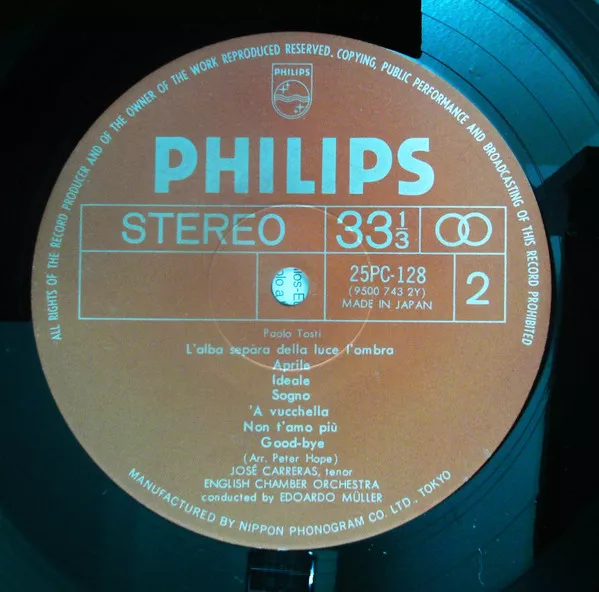 ALL RIGHTS OF THE RECORD PRODUCER AND OF THE OWNER OF THE WORK REPRODUCED RESERVED. COPYING, PUBLIC PERFORMANCE AND BROADCASTING OF THIS RECORD PROHIBITED
PHILIPS
PHILIPS
STEREO 33 1/3
25PC-128
(9500 743 2Y)
MADE IN JAPAN
2
Paolo Tosti
L'alba sepàra della luce l'ombra
Aprile
Ideale
Sogno
'A vucchella
Non t'amo più
Good-bye
(Arr. Peter Hope)
JOSÉ CARRERAS, tenor
ENGLISH CHAMBER ORCHESTRA
conducted by EDOARDO MÜLLER
MANUFACTURED BY NIPPON PHONOGRAM CO. LTD., TOKYO